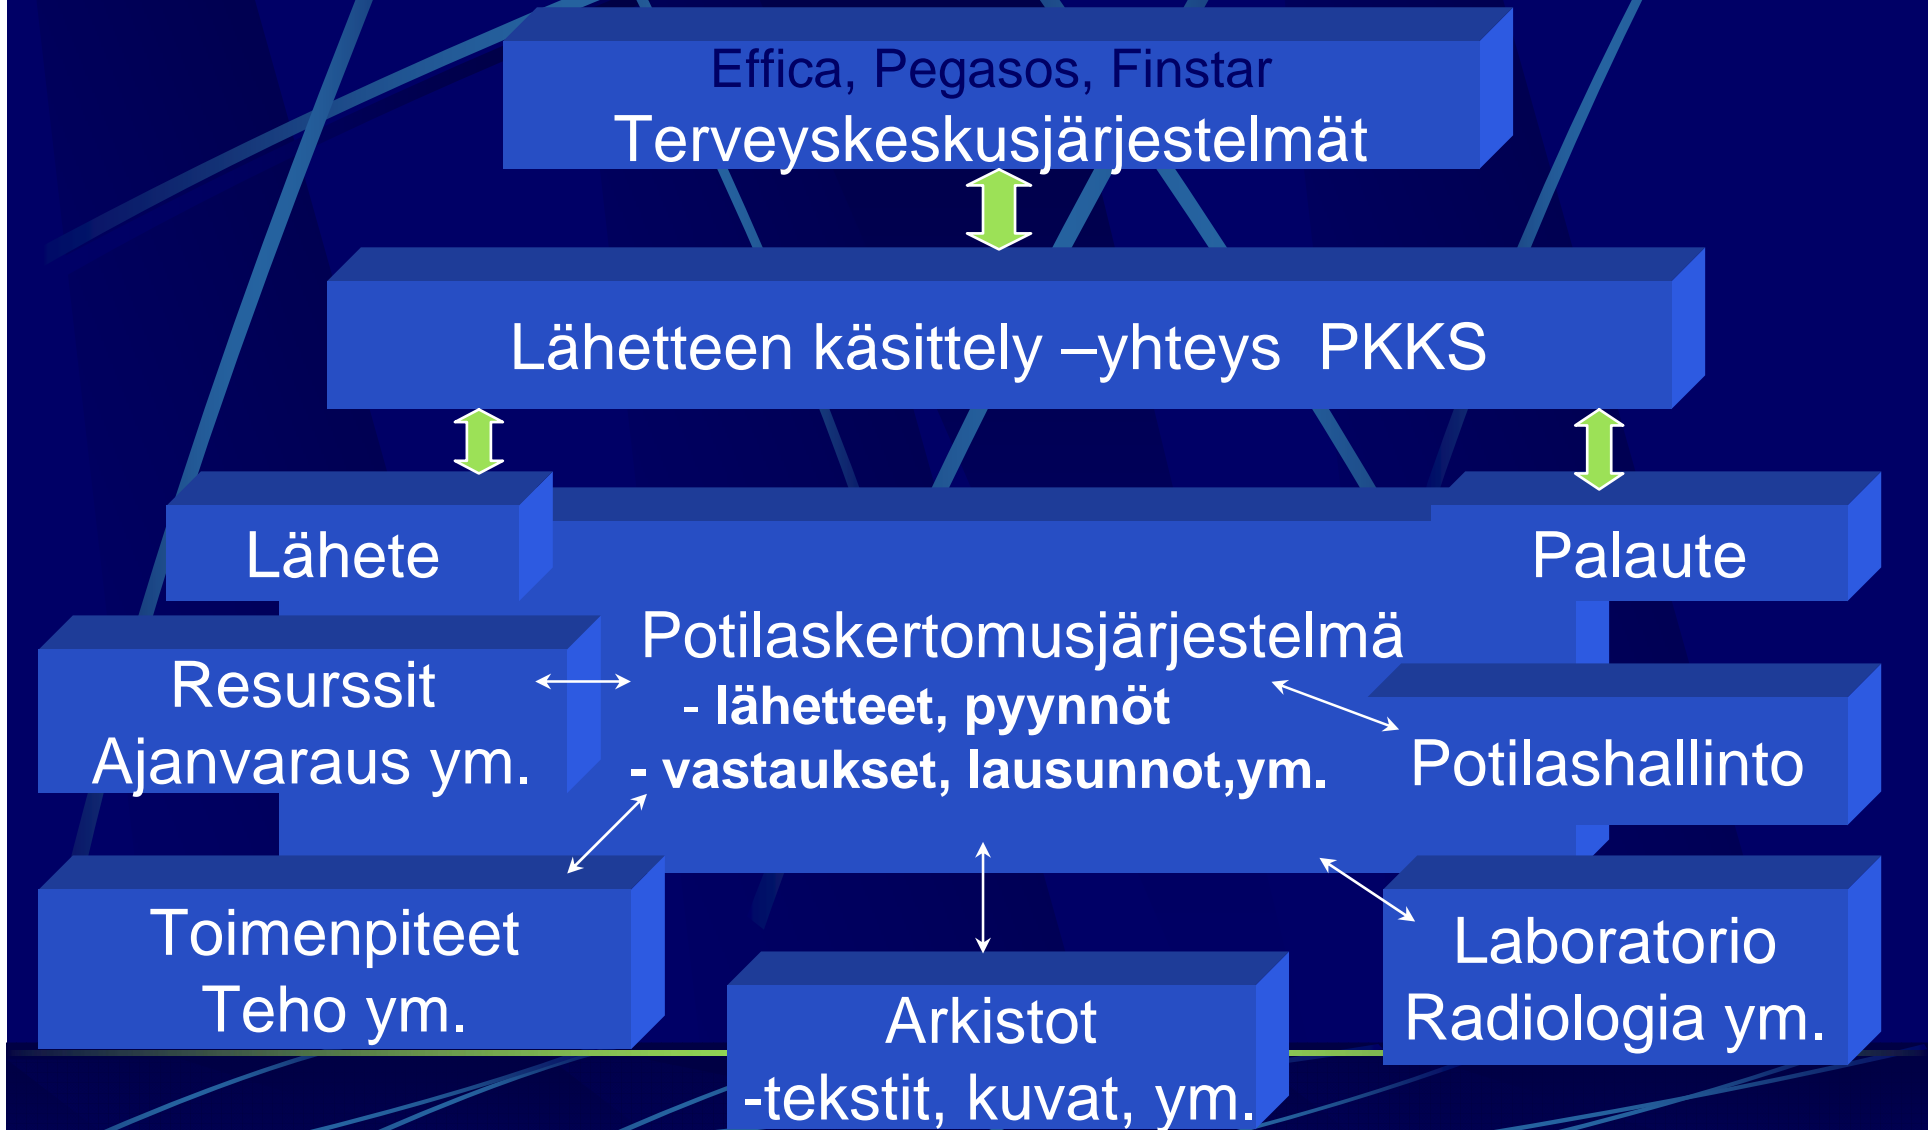 Effica, Pegasos, Finstar
Terveyskeskusjärjestelmät
Lähetteen käsittely –yhteys PKKS
Lähete
Palaute
Potilaskertomusjärjestelmä
- lähetteet, pyynnöt
- vastaukset, lausunnot,ym.
Resurssit
Ajanvaraus ym.
Potilashallinto
Toimenpiteet
Teho ym.
Arkistot
-tekstit, kuvat, ym.
Laboratorio
Radiologia ym.